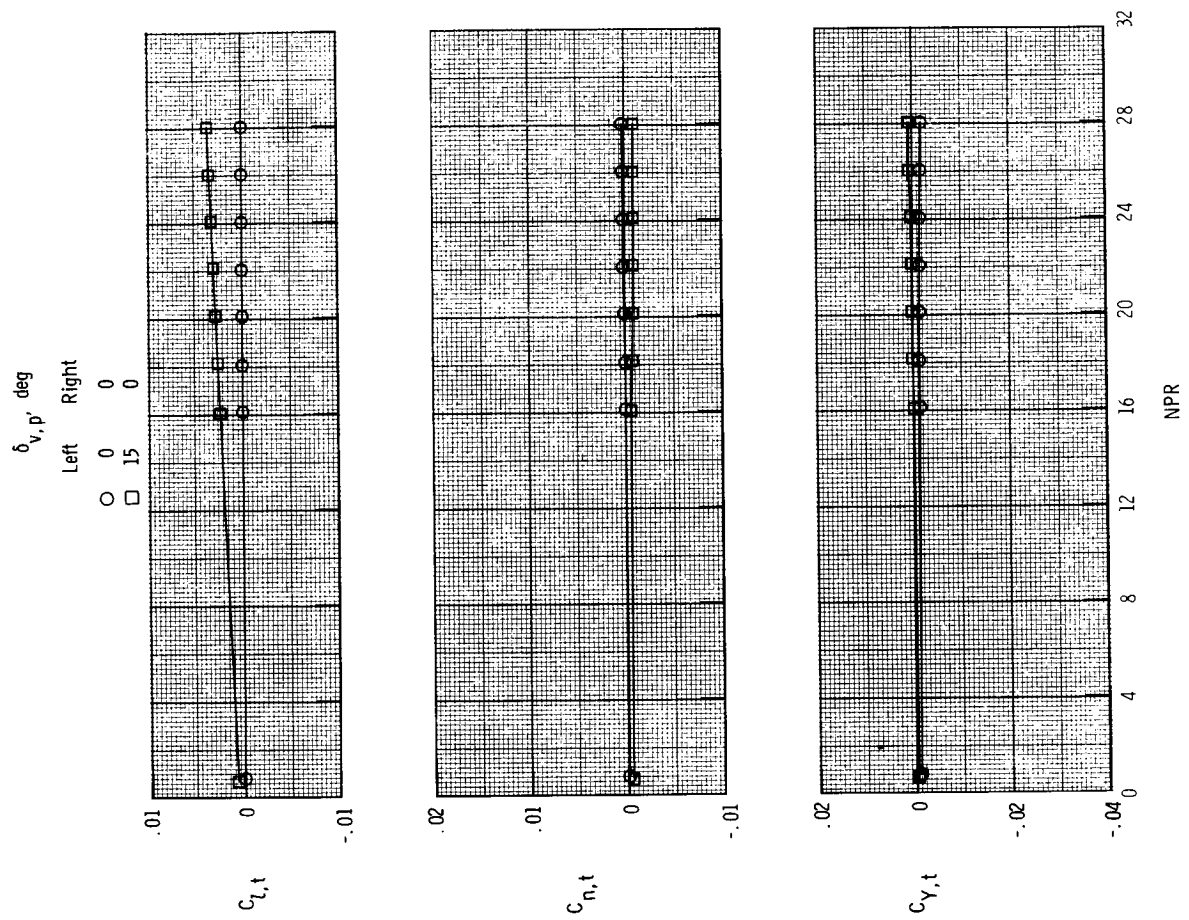 δv,p, deg
Left Right
○ 0 0
□ 15 0
.01
0
-.01
Cl,t
.02
.01
0
-.01
Cn,t
.02
0
-.02
-.04
CY,t
0 4 8 12 16 20 24 28 32
NPR